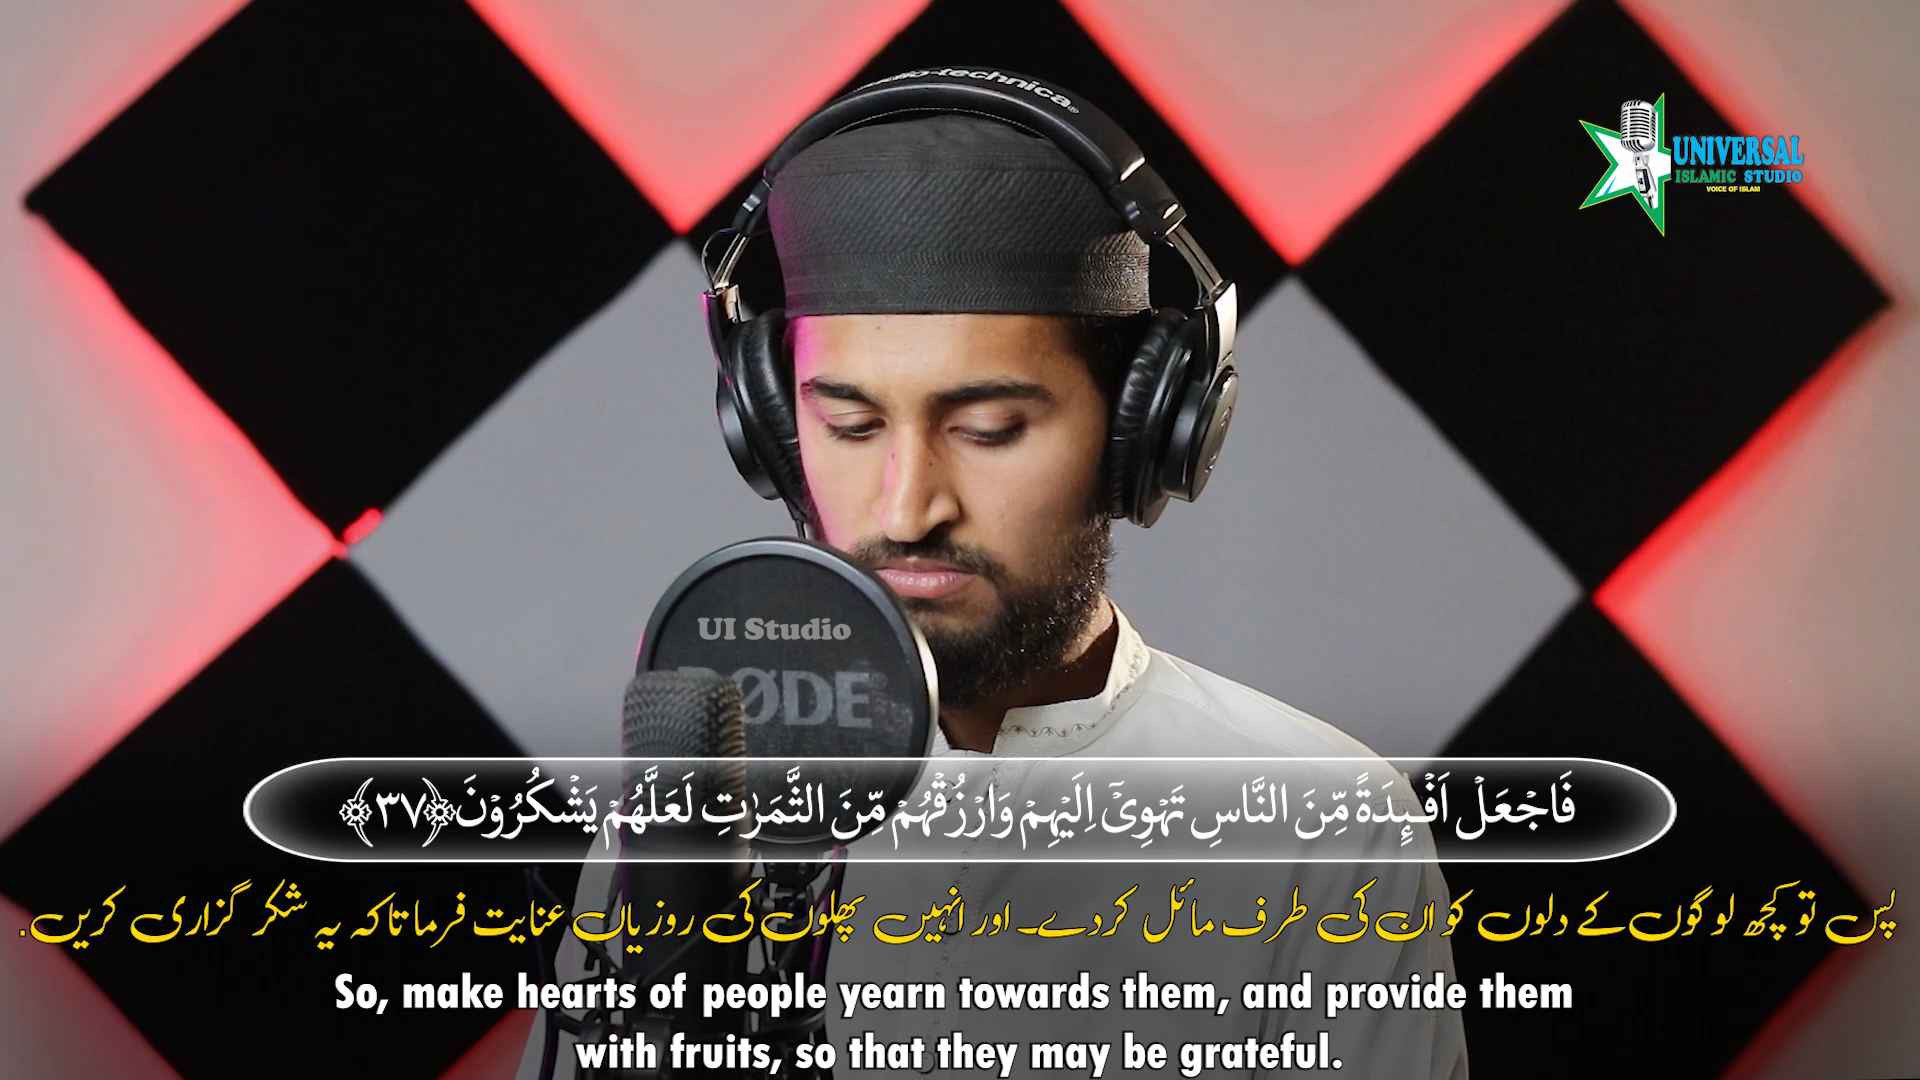 audio-technica
UNIVERSAL
ISLAMIC STUDIO
VOICE OF ISLAM
UI Studio
RØDE
فَاجْعَلْ اَفْـِٕدَةً مِّنَ النَّاسِ تَهْوِیْۤ اِلَیْهِمْ وَارْزُقْهُمْ مِّنَ الثَّمَرٰتِ لَعَلَّهُمْ یَشْكُرُوْنَ﴿۳۷﴾
پس تو کچھ لوگوں کے دلوں کو ان کی طرف مائل کردے۔ اور انہیں پھلوں کی روزیاں عنایت فرما تاکہ یہ شکر گزاری کریں.
So, make hearts of people yearn towards them, and provide them
with fruits, so that they may be grateful.